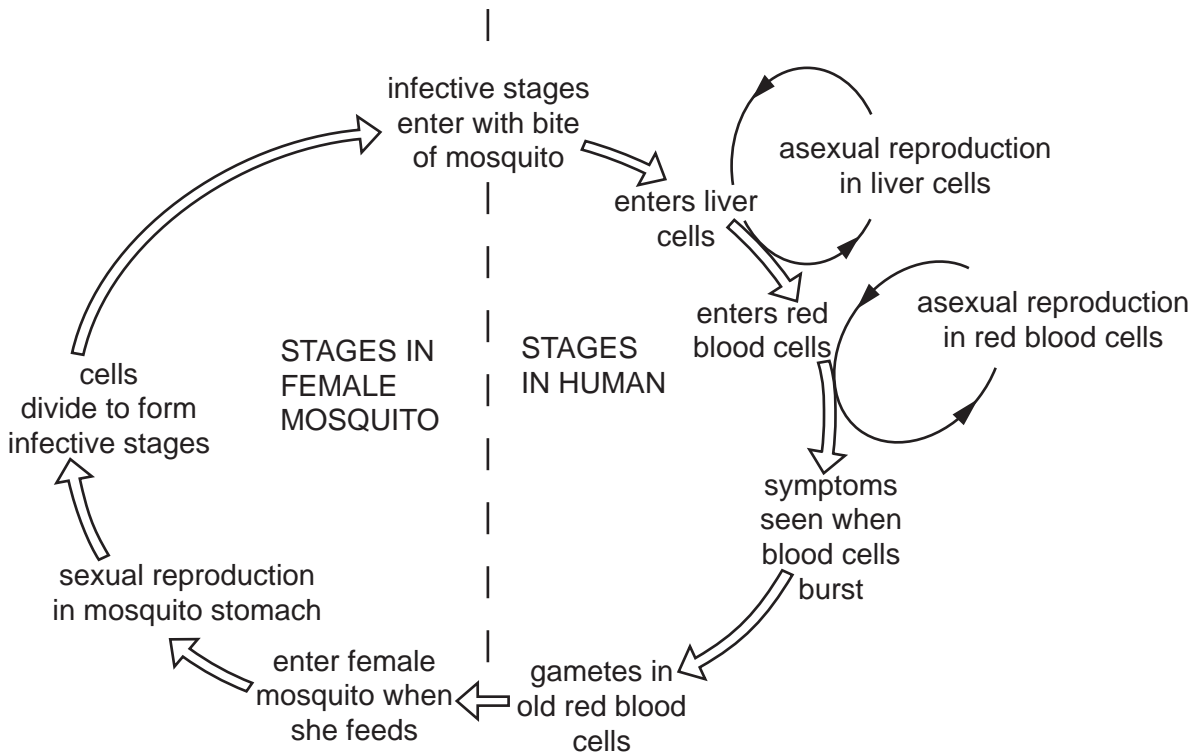 infective stages
enter with bite
of mosquito
asexual reproduction
in liver cells
enters liver
cells
enters red
blood cells
asexual reproduction
in red blood cells
STAGES IN
FEMALE
MOSQUITO
STAGES
IN HUMAN
cells
divide to form
infective stages
symptoms
seen when
blood cells
burst
sexual reproduction
in mosquito stomach
enter female
mosquito when
she feeds
gametes in
old red blood
cells